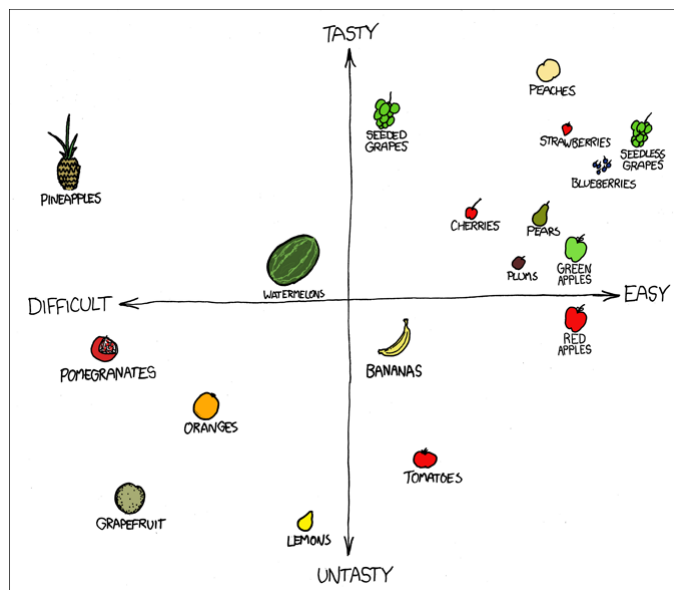 TASTY
PEACHES
SEEDED
GRAPES
STRAWBERRIES
SEEDLESS
GRAPES
BLUEBERRIES
PINEAPPLES
CHERRIES
PEARS
GREEN
APPLES
PLUMS
WATERMELONS
DIFFICULT
EASY
RED
APPLES
POMEGRANATES
BANANAS
ORANGES
TOMATOES
GRAPEFRUIT
LEMONS
UNTASTY